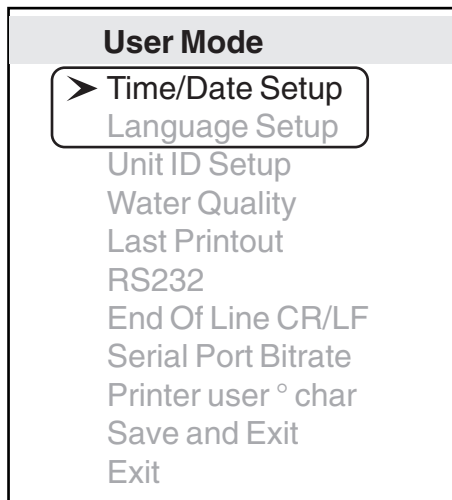 User Mode
➤ Time/Date Setup
Language Setup
Unit ID Setup
Water Quality
Last Printout
RS232
End Of Line CR/LF
Serial Port Bitrate
Printer user ° char
Save and Exit
Exit